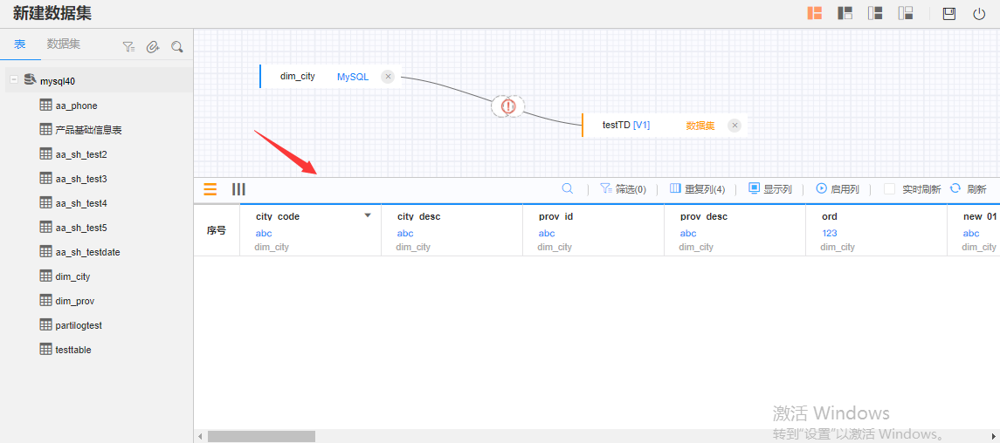 新建数据集
表 数据集
mysql40
aa_phone
产品基础信息表
aa_sh_test2
aa_sh_test3
aa_sh_test4
aa_sh_test5
aa_sh_testdate
dim_city
dim_prov
partilogtest
testtable
dim_city MySQL
testTD [V1] 数据集
筛选(0) 重复列(4) 显示列 启用列 实时刷新 刷新
序号
city_code city_desc prov_id prov_desc ord new_01
abc abc abc abc 123 abc
dim_city dim_city dim_city dim_city dim_city dim_city
激活 Windows
转到“设置”以激活 Windows。